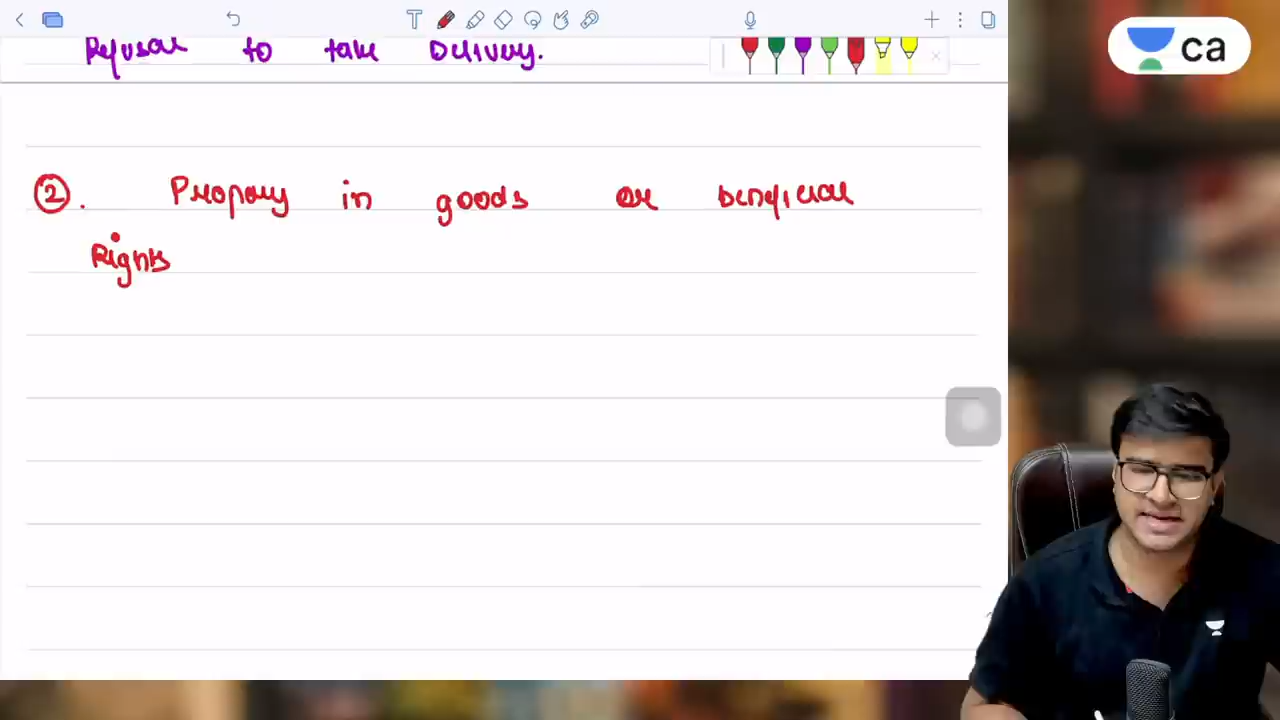 Refusal to take Delivery.
ca
②. Property in goods or beneficial
Rights